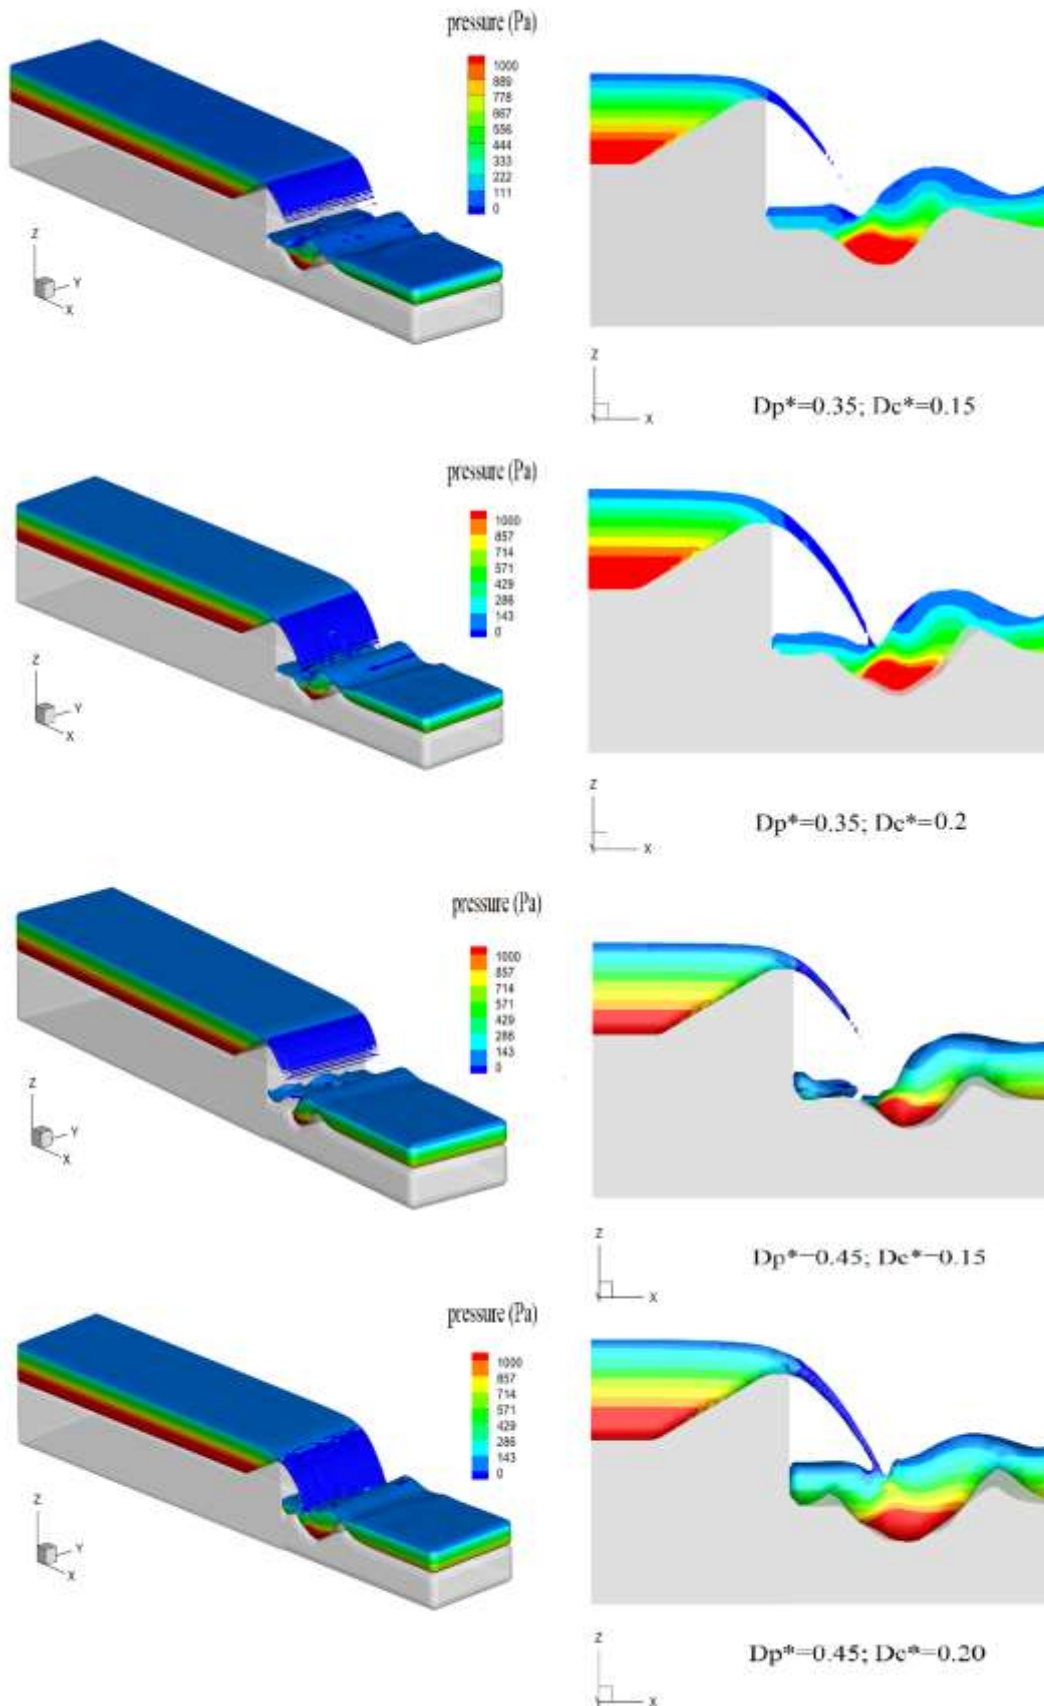 pressure (Pa)
1000
889
778
667
556
444
333
222
111
0
Z
Y
X
Z
X
Dp*=0.35; Dc*=0.15
pressure (Pa)
1000
857
714
571
429
286
143
0
Z
Y
X
Z
X
Dp*=0.35; Dc*=0.2
pressure (Pa)
1000
857
714
571
429
286
143
0
Z
Y
X
Z
X
Dp*=0.45; Dc*=0.15
pressure (Pa)
1000
857
714
571
429
286
143
0
Z
Y
X
Z
X
Dp*=0.45; Dc*=0.20